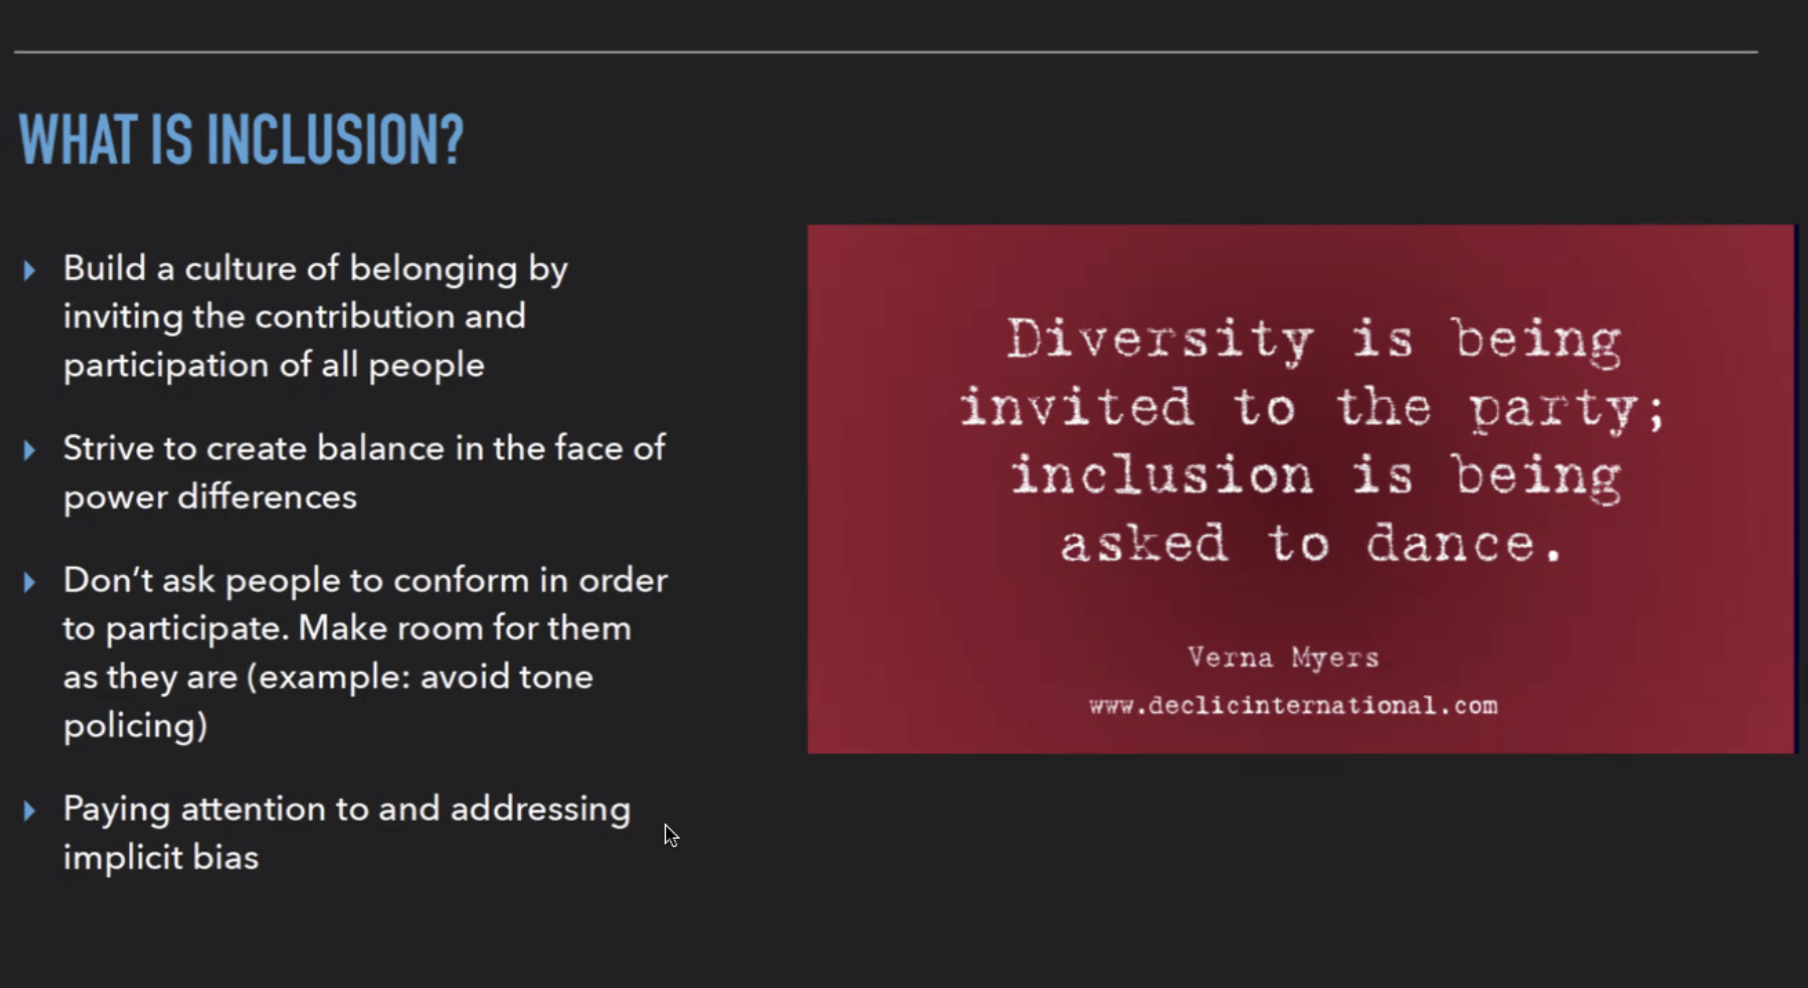 WHAT IS INCLUSION?
Build a culture of belonging by
inviting the contribution and
participation of all people
Strive to create balance in the face of
power differences
Don't ask people to conform in order
to participate. Make room for them
as they are (example: avoid tone
policing)
Paying attention to and addressing
implicit bias
Diversity is being
invited to the party;
inclusion is being
asked to dance.
Verna Myers
www.declicinternational.com